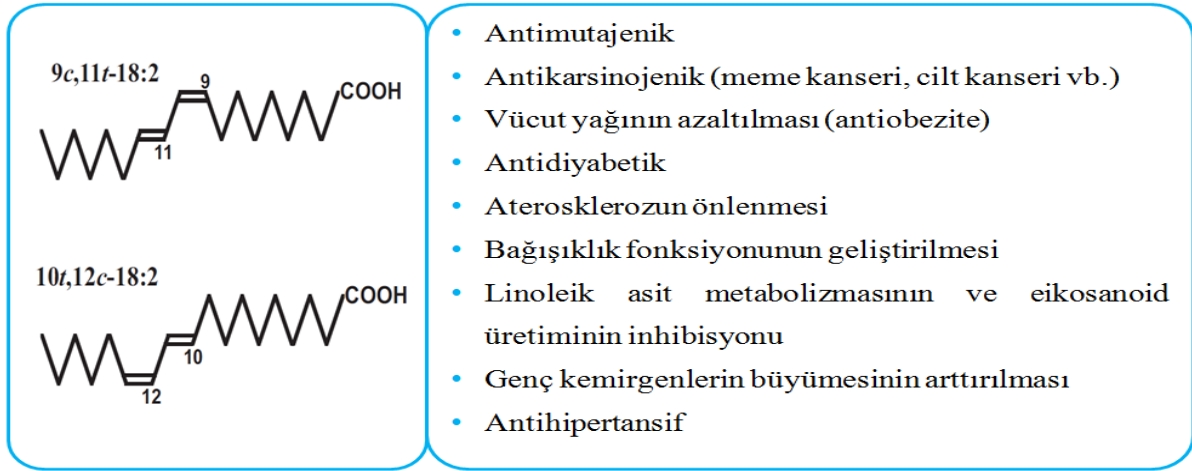 9c,11t-18:2
9
COOH
11
10t,12c-18:2
COOH
10
12
• Antimutajenik
• Antikarsinojenik (meme kanseri, cilt kanseri vb.)
• Vücut yağının azaltılması (antiobezite)
• Antidiyabetik
• Aterosklerozun önlenmesi
• Bağışıklık fonksiyonunun geliştirilmesi
• Linoleik asit metabolizmasının ve eikosanoid
üretiminin inhibisyonu
• Genç kemirgenlerin büyümesinin arttırılması
• Antihipertansif